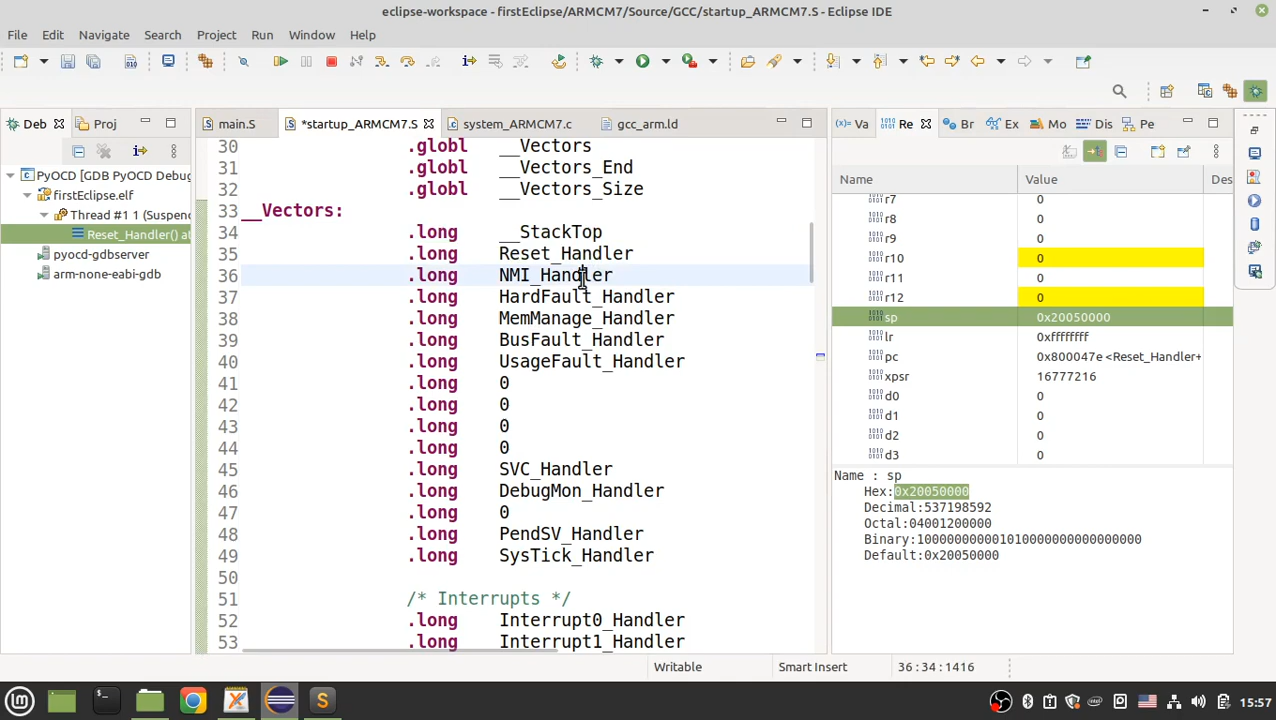 eclipse-workspace - firstEclipse/ARMCM7/Source/GCC/startup_ARMCM7.S - Eclipse IDE
File Edit Navigate Search Project Run Window Help
Deb Proj
main.S *startup_ARMCM7.S system_ARMCM7.c gcc_arm.ld
(x)= Va Re Br Ex Mo Dis Pe
PyOCD [GDB PyOCD Debug
firstEclipse.elf
Thread #1 1 (Suspen
Reset_Handler() at
pyocd-gdbserver
arm-none-eabi-gdb
30 .globl __Vectors
31 .globl __Vectors_End
32 .globl __Vectors_Size
33 __Vectors:
34 .long __StackTop
35 .long Reset_Handler
36 .long NMI_Handler
37 .long HardFault_Handler
38 .long MemManage_Handler
39 .long BusFault_Handler
40 .long UsageFault_Handler
41 .long 0
42 .long 0
43 .long 0
44 .long 0
45 .long SVC_Handler
46 .long DebugMon_Handler
47 .long 0
48 .long PendSV_Handler
49 .long SysTick_Handler
50
51 /* Interrupts */
52 .long Interrupt0_Handler
53 .long Interrupt1_Handler
Name Value Des
r7 0
r8 0
r9 0
r10 0
r11 0
r12 0
sp 0x20050000
lr 0xffffffff
pc 0x800047e <Reset_Handler+
xpsr 16777216
d0 0
d1 0
d2 0
d3 0
Name : sp
Hex:0x20050000
Decimal:537198592
Octal:04001200000
Binary:100000000001010000000000000000
Default:0x20050000
Writable Smart Insert 36 : 34 : 1416
15:57